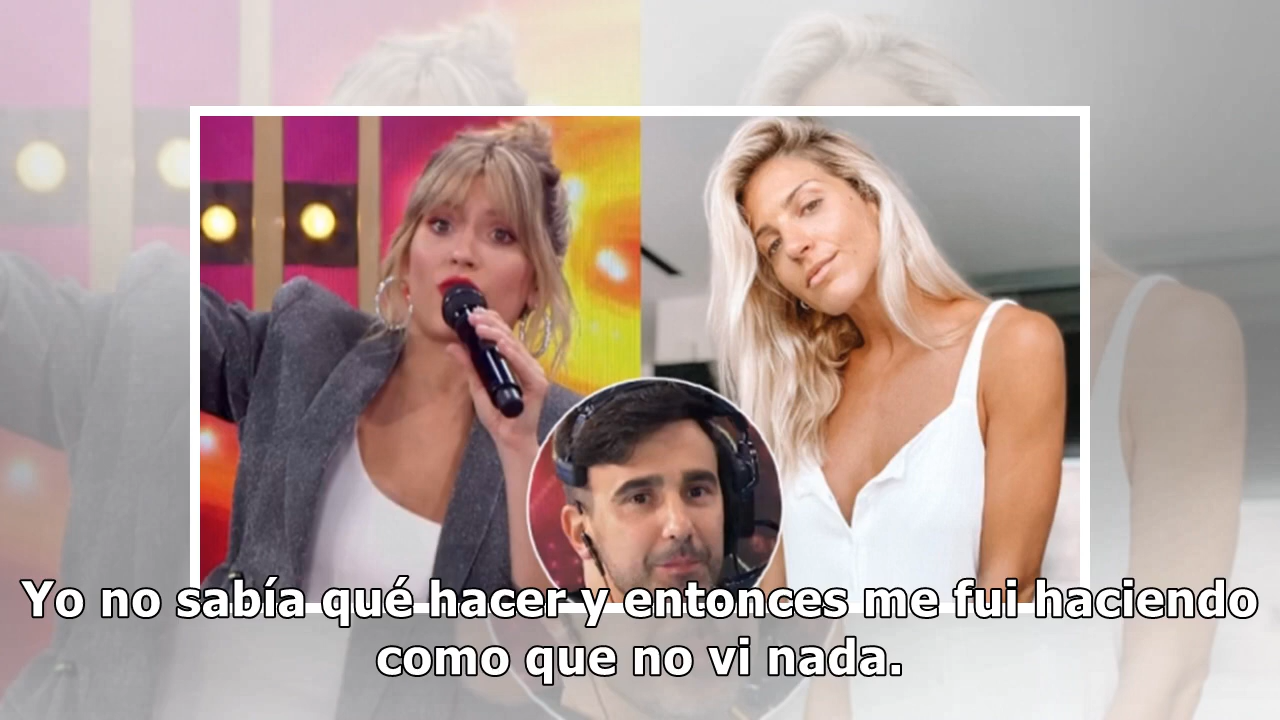 Yo no sabía qué hacer y entonces me fui haciendo
como que no vi nada.